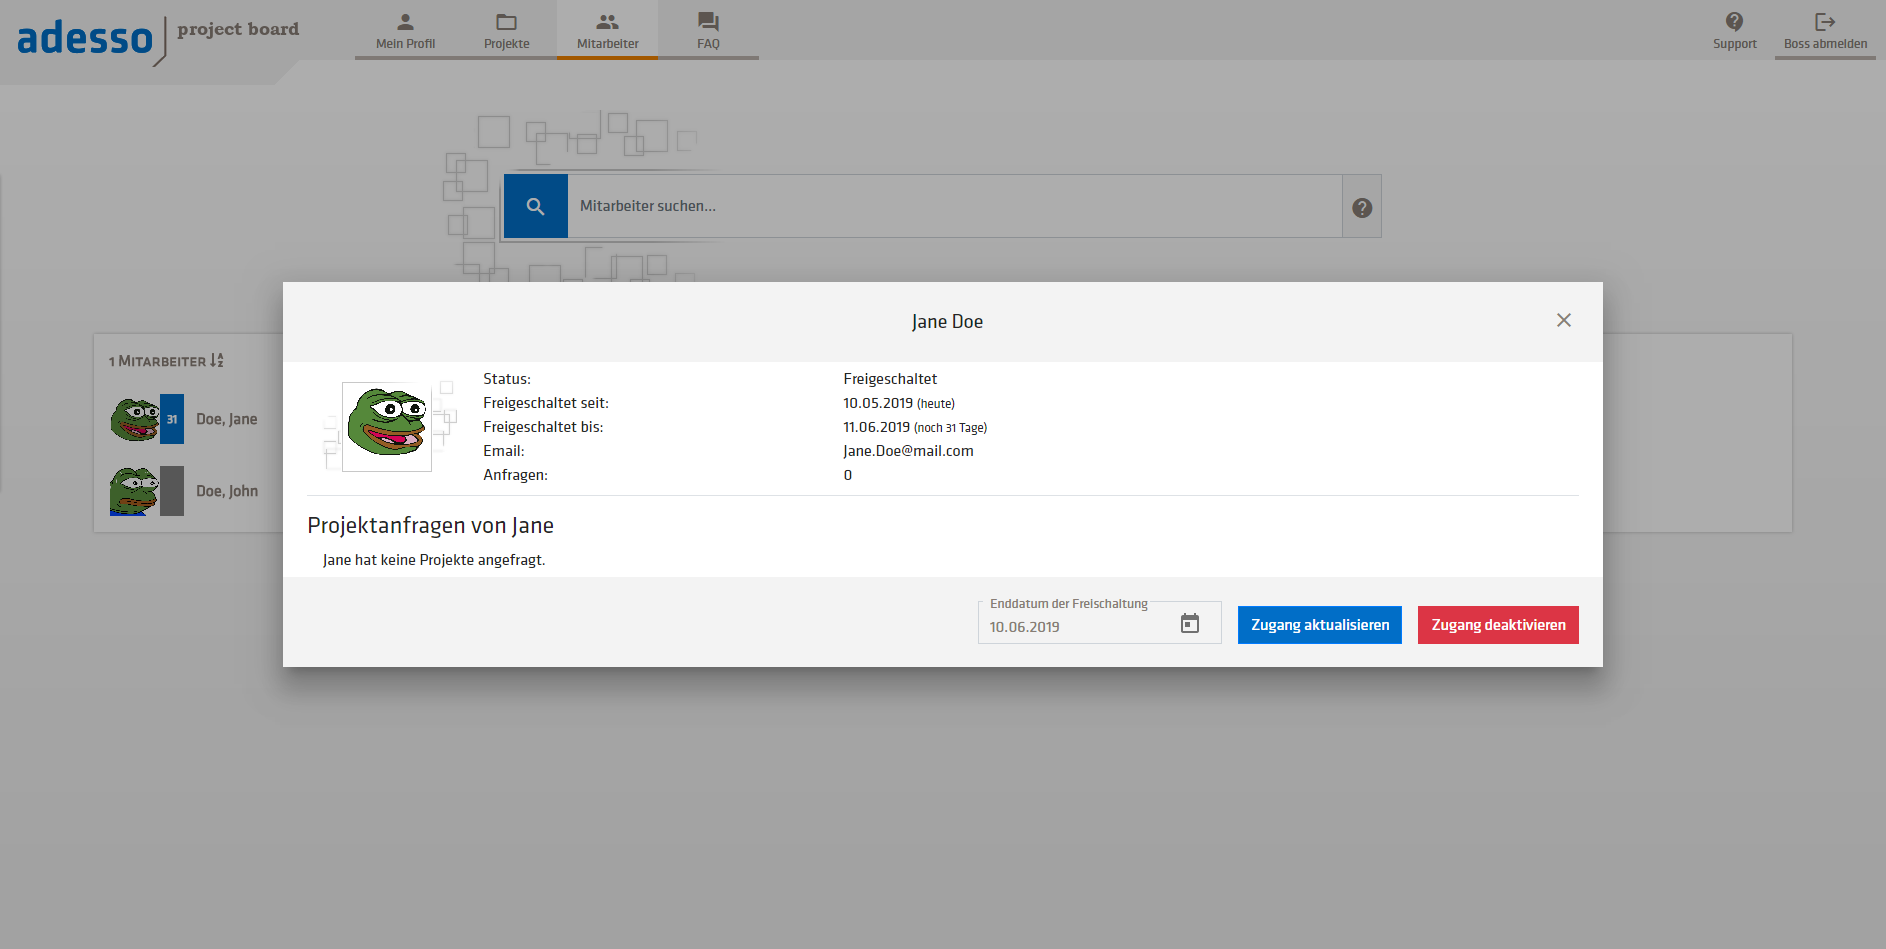 adesso project board
Mein Profil
Projekte
Mitarbeiter
FAQ
Support
Boss abmelden
Mitarbeiter suchen...
Jane Doe
1 MITARBEITER
31 Doe, Jane
Doe, John
Status: Freigeschaltet
Freigeschaltet seit: 10.05.2019 (heute)
Freigeschaltet bis: 11.06.2019 (noch 31 Tage)
Email: Jane.Doe@mail.com
Anfragen: 0
Projektanfragen von Jane
Jane hat keine Projekte angefragt.
Enddatum der Freischaltung
10.06.2019
Zugang aktualisieren
Zugang deaktivieren